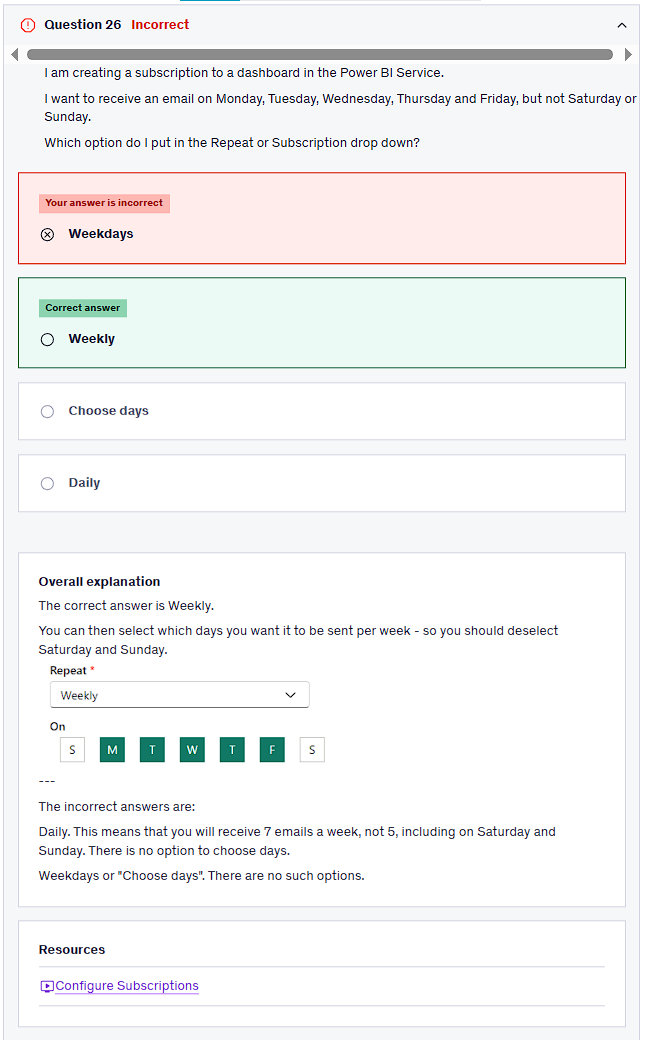 Question 26 Incorrect
I am creating a subscription to a dashboard in the Power BI Service.
I want to receive an email on Monday, Tuesday, Wednesday, Thursday and Friday, but not Saturday or
Sunday.
Which option do I put in the Repeat or Subscription drop down?
Your answer is incorrect
Weekdays
Correct answer
Weekly
Choose days
Daily
Overall explanation
The correct answer is Weekly.
You can then select which days you want it to be sent per week - so you should deselect
Saturday and Sunday.
Repeat *
Weekly
On
S M T W T F S
---
The incorrect answers are:
Daily. This means that you will receive 7 emails a week, not 5, including on Saturday and
Sunday. There is no option to choose days.
Weekdays or "Choose days". There are no such options.
Resources
Configure Subscriptions